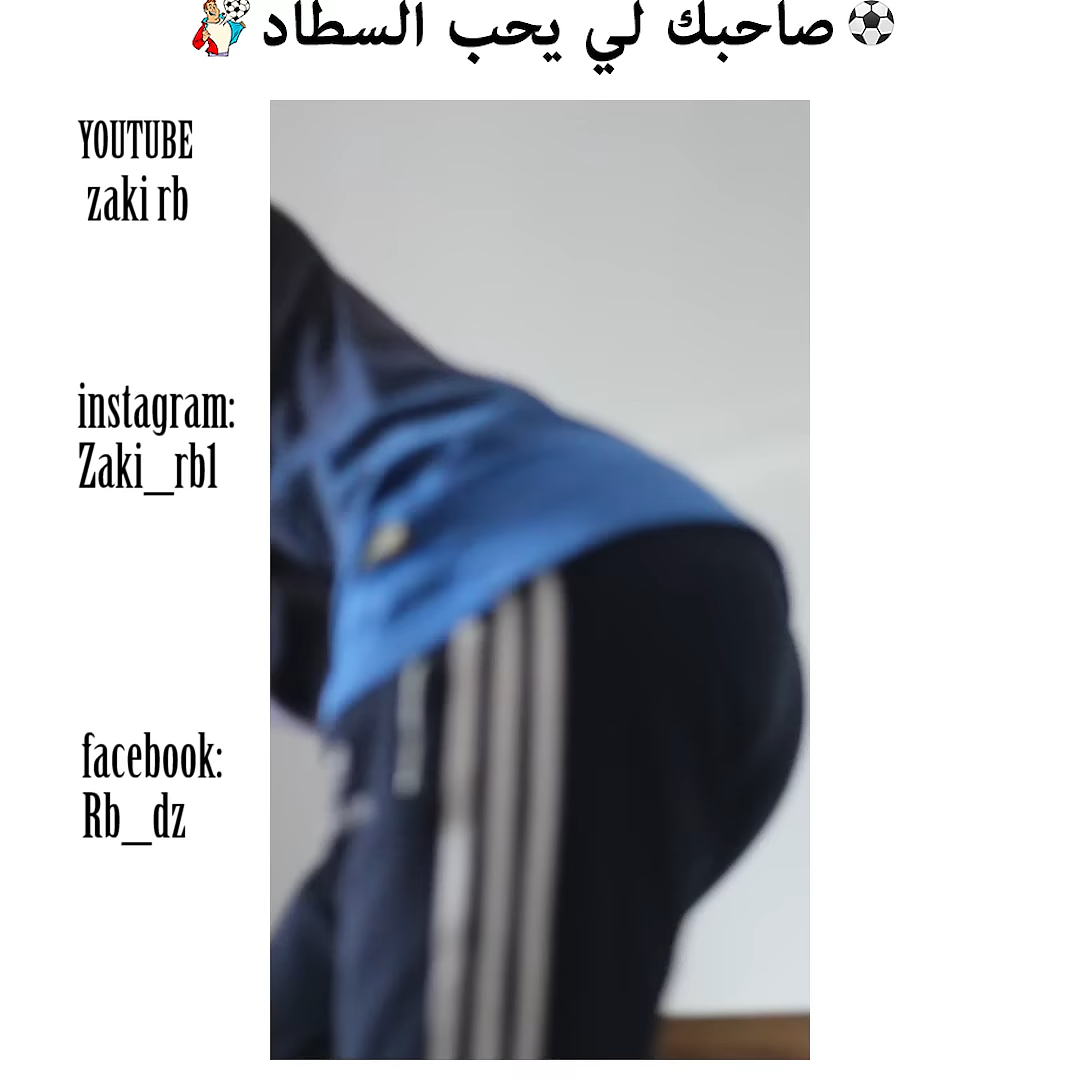 ⚽صاحبك لي يحب السطاد
YOUTUBE
zaki rb
instagram:
Zaki_rb1
facebook:
Rb_dz